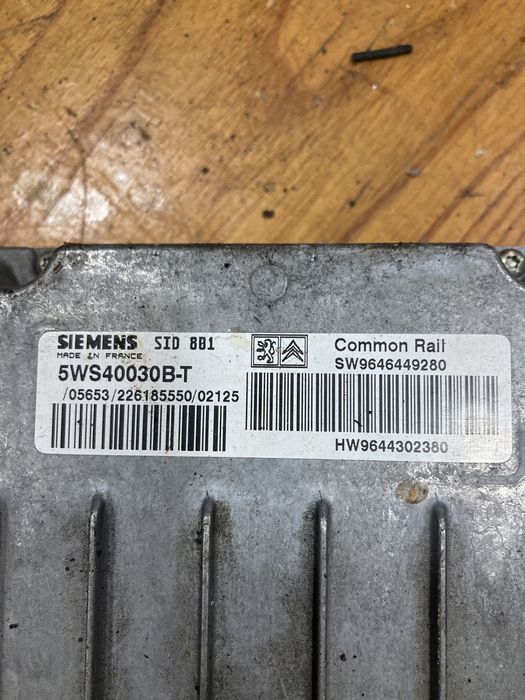 SIEMENS SID 801
MADE IN FRANCE
5WS40030B-T
/05653/226185550/02125
Common Rail
SW9646449280
HW9644302380